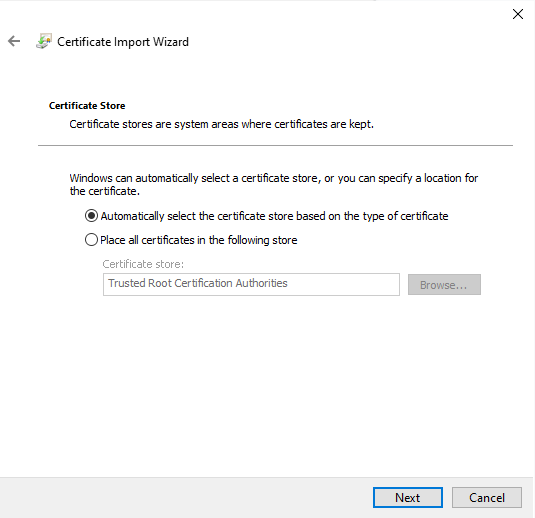 Certificate Import Wizard
Certificate Store
Certificate stores are system areas where certificates are kept.
Windows can automatically select a certificate store, or you can specify a location for
the certificate.
Automatically select the certificate store based on the type of certificate
Place all certificates in the following store
Certificate store:
Trusted Root Certification Authorities
Browse...
Next
Cancel